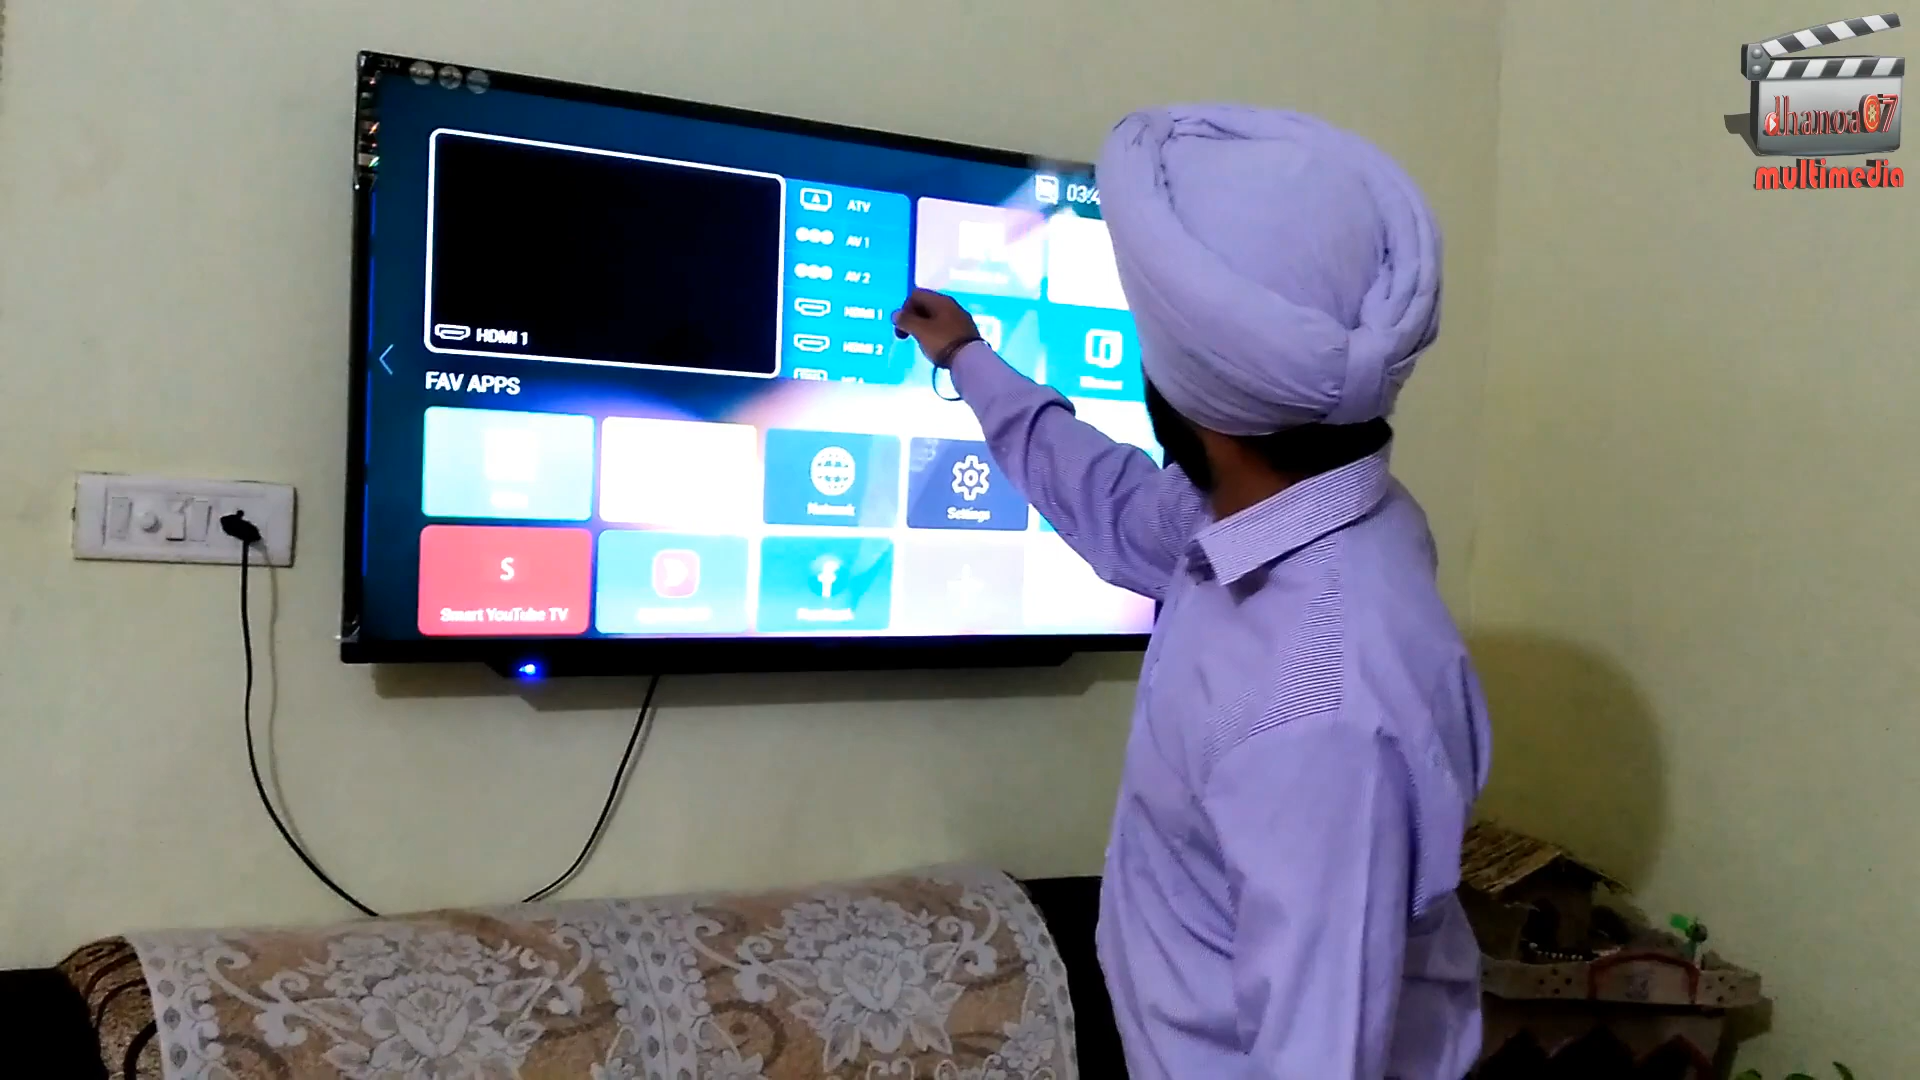 dhanoa07
multimedia
03:4
ATV
AV 1
AV 2
HDMI 1
HDMI 2
HDMI 1
FAV APPS
Network
Settings
S
Smart YouTube TV
f
Facebook